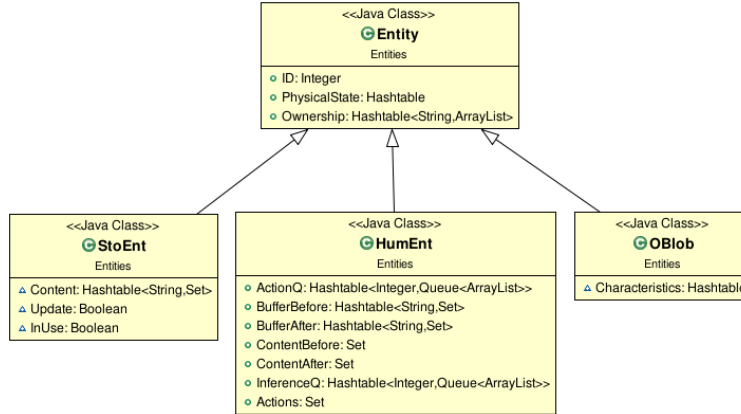 <<Java Class>>
Entity
Entities
ID: Integer
PhysicalState: Hashtable
Ownership: Hashtable<String,ArrayList>
<<Java Class>>
StoEnt
Entities
Content: Hashtable<String,Set>
Update: Boolean
InUse: Boolean
<<Java Class>>
HumEnt
Entities
ActionQ: Hashtable<Integer,Queue<ArrayList>>
BufferBefore: Hashtable<String,Set>
BufferAfter: Hashtable<String,Set>
ContentBefore: Set
ContentAfter: Set
InferenceQ: Hashtable<Integer,Queue<ArrayList>>
Actions: Set
<<Java Class>>
OBlob
Entities
Characteristics: Hashtable